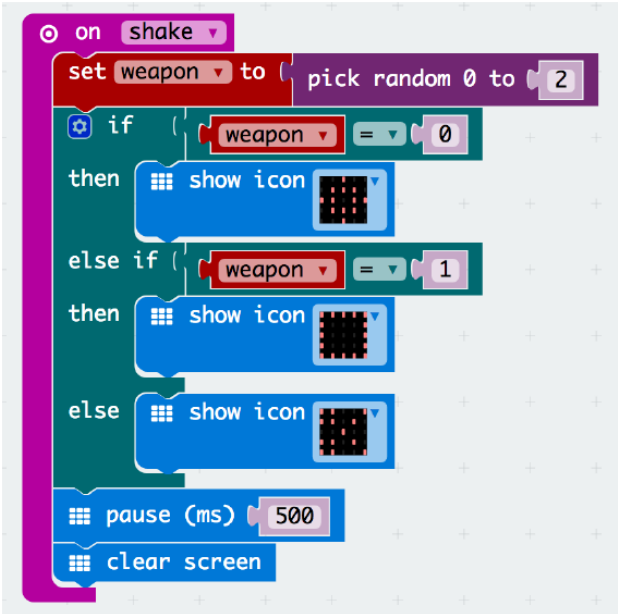 on shake
set weapon to pick random 0 to 2
if weapon = 0
then show icon
else if weapon = 1
then show icon
else show icon
pause (ms) 500
clear screen